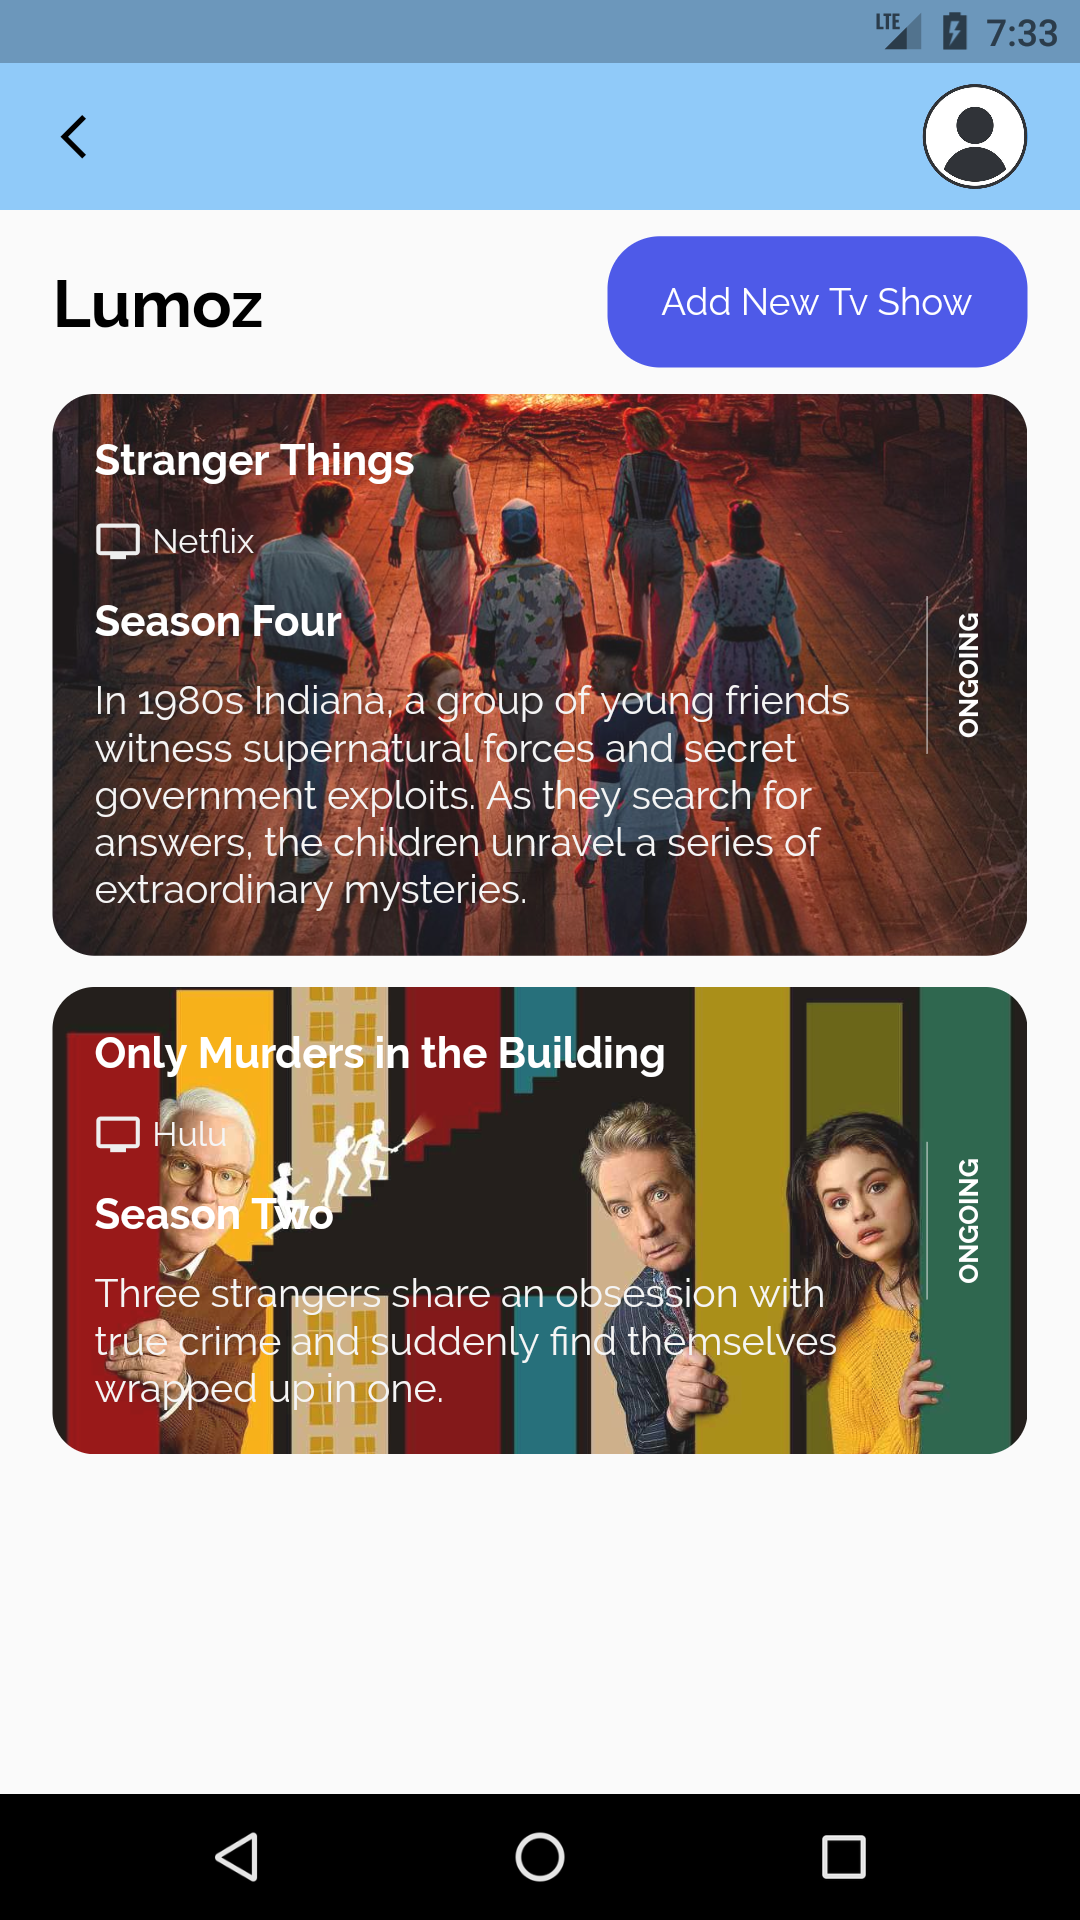 LTE 7:33
Lumoz
Add New Tv Show
Stranger Things
Netflix
Season Four
In 1980s Indiana, a group of young friends
witness supernatural forces and secret
government exploits. As they search for
answers, the children unravel a series of
extraordinary mysteries.
ONGOING
Only Murders in the Building
Hulu
Season Two
Three strangers share an obsession with
true crime and suddenly find themselves
wrapped up in one.
ONGOING